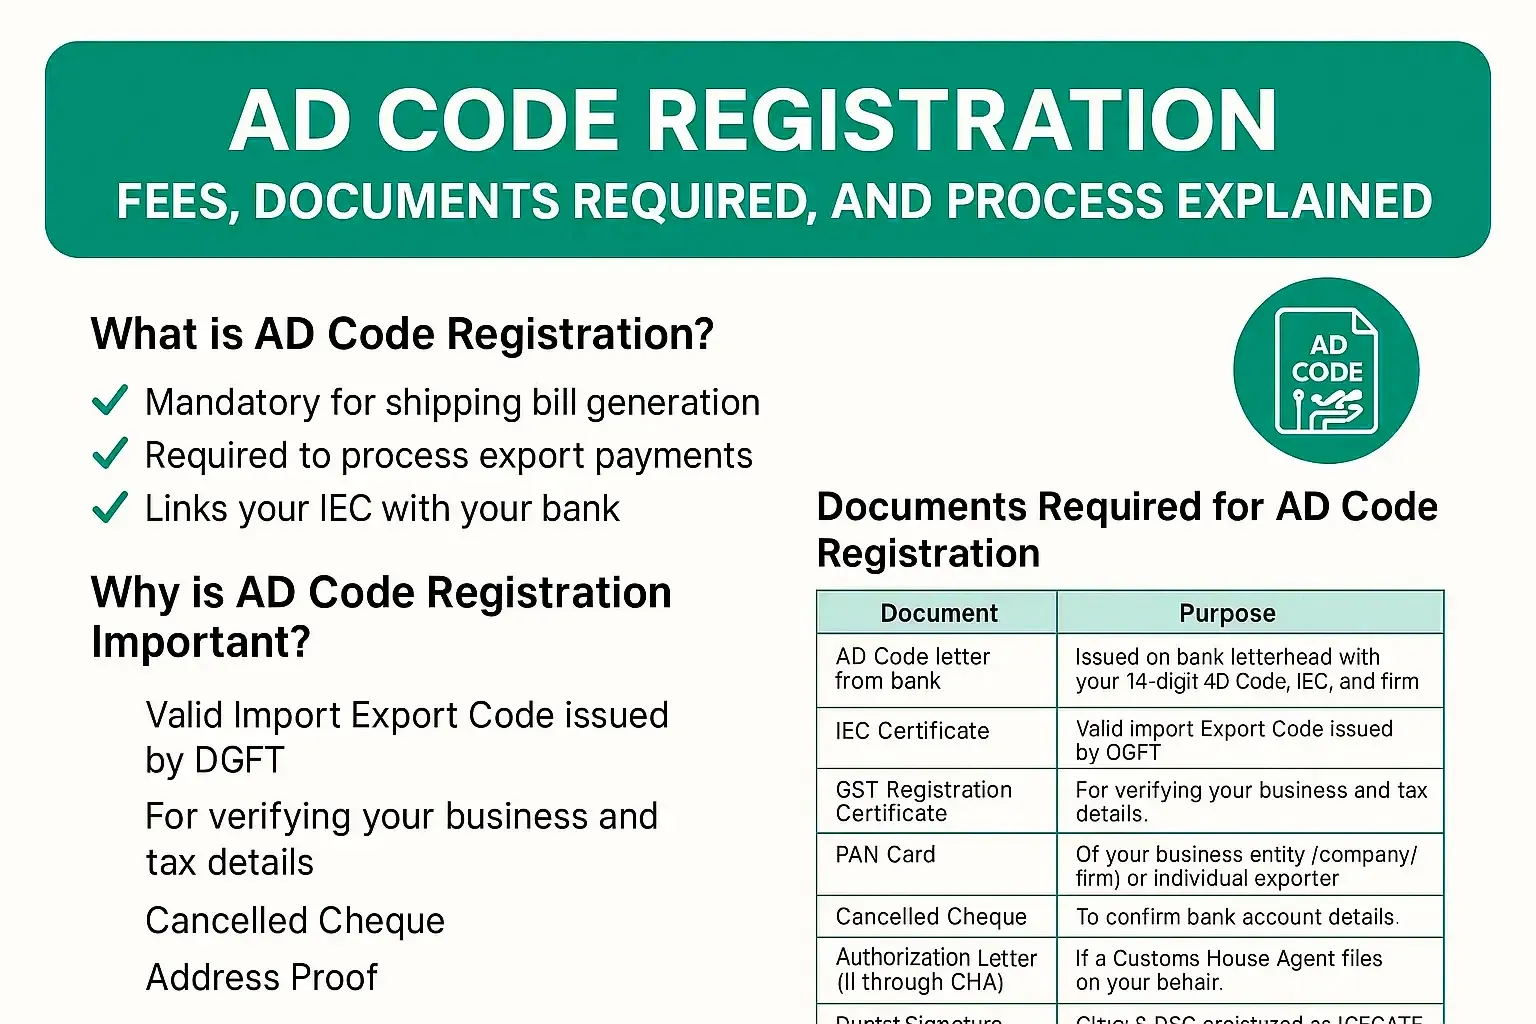 AD CODE REGISTRATION
FEES, DOCUMENTS REQUIRED, AND PROCESS EXPLAINED
What is AD Code Registration?
Mandatory for shipping bill generation
Required to process export payments
Links your IEC with your bank
Why is AD Code Registration
Important?
Valid Import Export Code issued
by DGFT
For verifying your business and
tax details
Cancelled Cheque
Address Proof
AD
CODE
Documents Required for AD Code
Registration
Document
Purpose
AD Code letter
from bank
Issued on bank letterhead with
your 14-digit 4D Code, IEC, and firm
IEC Certificate
Valid import Export Code issued
by OGFT
GST Registration
Certificate
For verifying your business and tax
details.
PAN Card
Of your business entity /company/
firm) or individual exporter
Cancelled Cheque
To confirm bank account details.
Authorization Letter
(Il through CHA)
If a Customs House Agent files
on your behair.